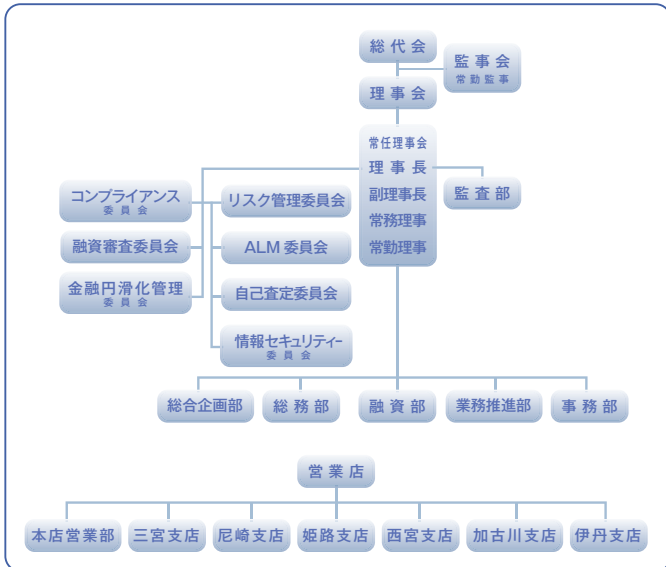 総代会
監事会
常勤監事
理事会
常任理事会
理事長
副理事長
常務理事
常勤理事
監査部
コンプライアンス
委員会
リスク管理委員会
融資審査委員会
ALM委員会
金融円滑化管理
委員会
自己査定委員会
情報セキュリティー
委員会
総合企画部
総務部
融資部
業務推進部
事務部
営業店
本店営業部
三宮支店
尼崎支店
姫路支店
西宮支店
加古川支店
伊丹支店